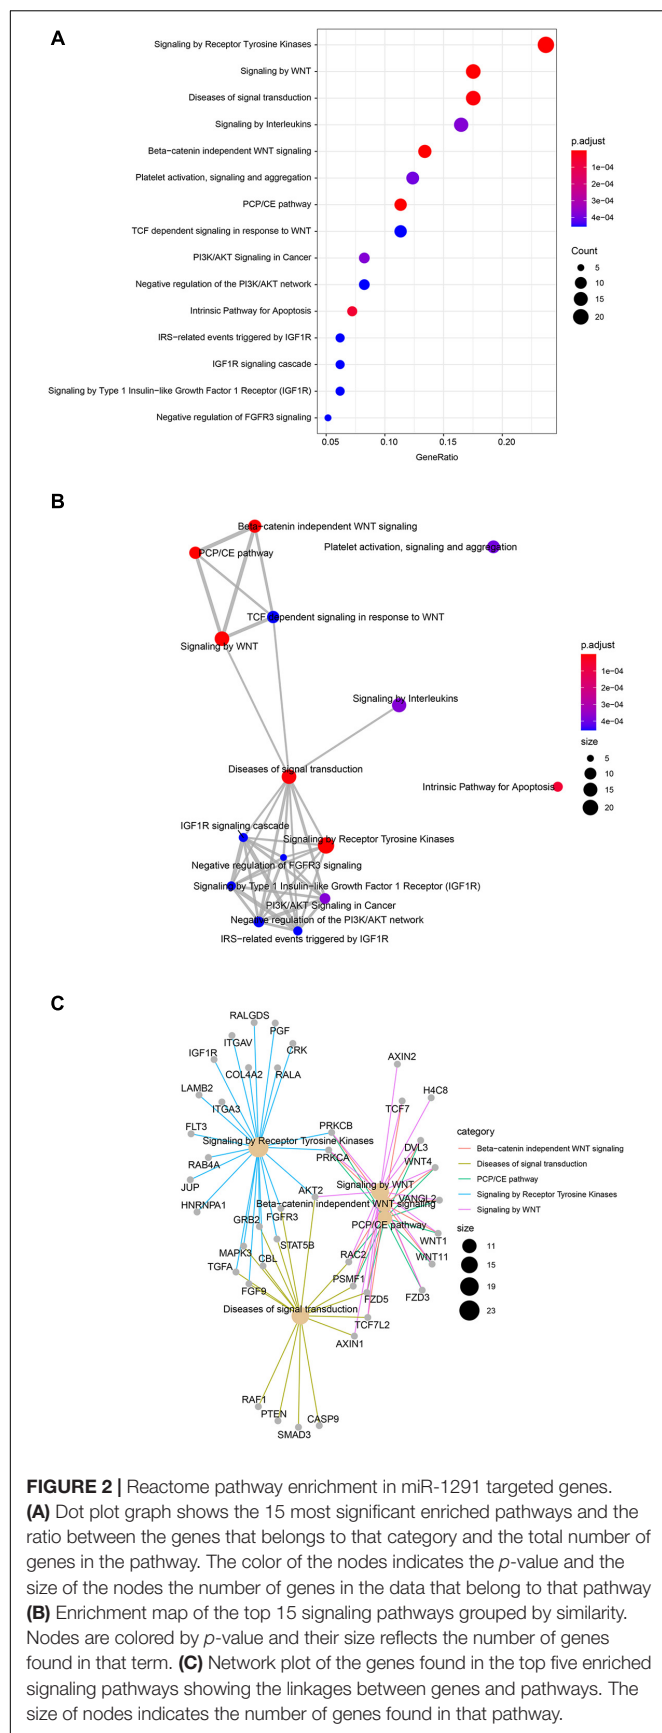 A
Signaling by Receptor Tyrosine Kinases
Signaling by WNT
Diseases of signal transduction
Signaling by Interleukins
Beta−catenin independent WNT signaling
Platelet activation, signaling and aggregation
PCP/CE pathway
TCF dependent signaling in response to WNT
PI3K/AKT Signaling in Cancer
Negative regulation of the PI3K/AKT network
Intrinsic Pathway for Apoptosis
IRS−related events triggered by IGF1R
IGF1R signaling cascade
Signaling by Type 1 Insulin−like Growth Factor 1 Receptor (IGF1R)
Negative regulation of FGFR3 signaling
0.05 0.10 0.15 0.20
GeneRatio
p.adjust
1e−04
2e−04
3e−04
4e−04
Count
5
10
15
20
B
Beta−catenin independent WNT signaling
PCP/CE pathway
Platelet activation, signaling and aggregation
TCF dependent signaling in response to WNT
Signaling by WNT
Signaling by Interleukins
Diseases of signal transduction
Intrinsic Pathway for Apoptosis
IGF1R signaling cascade
Signaling by Receptor Tyrosine Kinases
Negative regulation of FGFR3 signaling
Signaling by Type 1 Insulin−like Growth Factor 1 Receptor (IGF1R)
PI3K/AKT Signaling in Cancer
Negative regulation of the PI3K/AKT network
IRS−related events triggered by IGF1R
p.adjust
1e−04
2e−04
3e−04
4e−04
size
5
10
15
20
C
RALGDS
PGF
ITGAV
CRK
IGF1R
COL4A2
RALA
LAMB2
ITGA3
FLT3
Signaling by Receptor Tyrosine Kinases
RAB4A
JUP
HNRNPA1
PRKCB
PRKCA
AKT2
AXIN2
H4C8
TCF7
DVL3
WNT4
Signaling by WNT
VANGL2
Beta−catenin independent WNT signaling
PCP/CE pathway
FGFR3
GRB2
STAT5B
MAPK3
CBL
TGFA
FGF9
WNT1
WNT11
RAC2
PSMF1
FZD5
FZD3
Diseases of signal transduction
TCF7L2
AXIN1
RAF1
PTEN
SMAD3
CASP9
category
Beta−catenin independent WNT signaling
Diseases of signal transduction
PCP/CE pathway
Signaling by Receptor Tyrosine Kinases
Signaling by WNT
size
11
15
19
23
FIGURE 2 | Reactome pathway enrichment in miR-1291 targeted genes.
(A) Dot plot graph shows the 15 most significant enriched pathways and the
ratio between the genes that belongs to that category and the total number of
genes in the pathway. The color of the nodes indicates the p-value and the
size of the nodes the number of genes in the data that belong to that pathway
(B) Enrichment map of the top 15 signaling pathways grouped by similarity.
Nodes are colored by p-value and their size reflects the number of genes
found in that term. (C) Network plot of the genes found in the top five enriched
signaling pathways showing the linkages between genes and pathways. The
size of nodes indicates the number of genes found in that pathway.